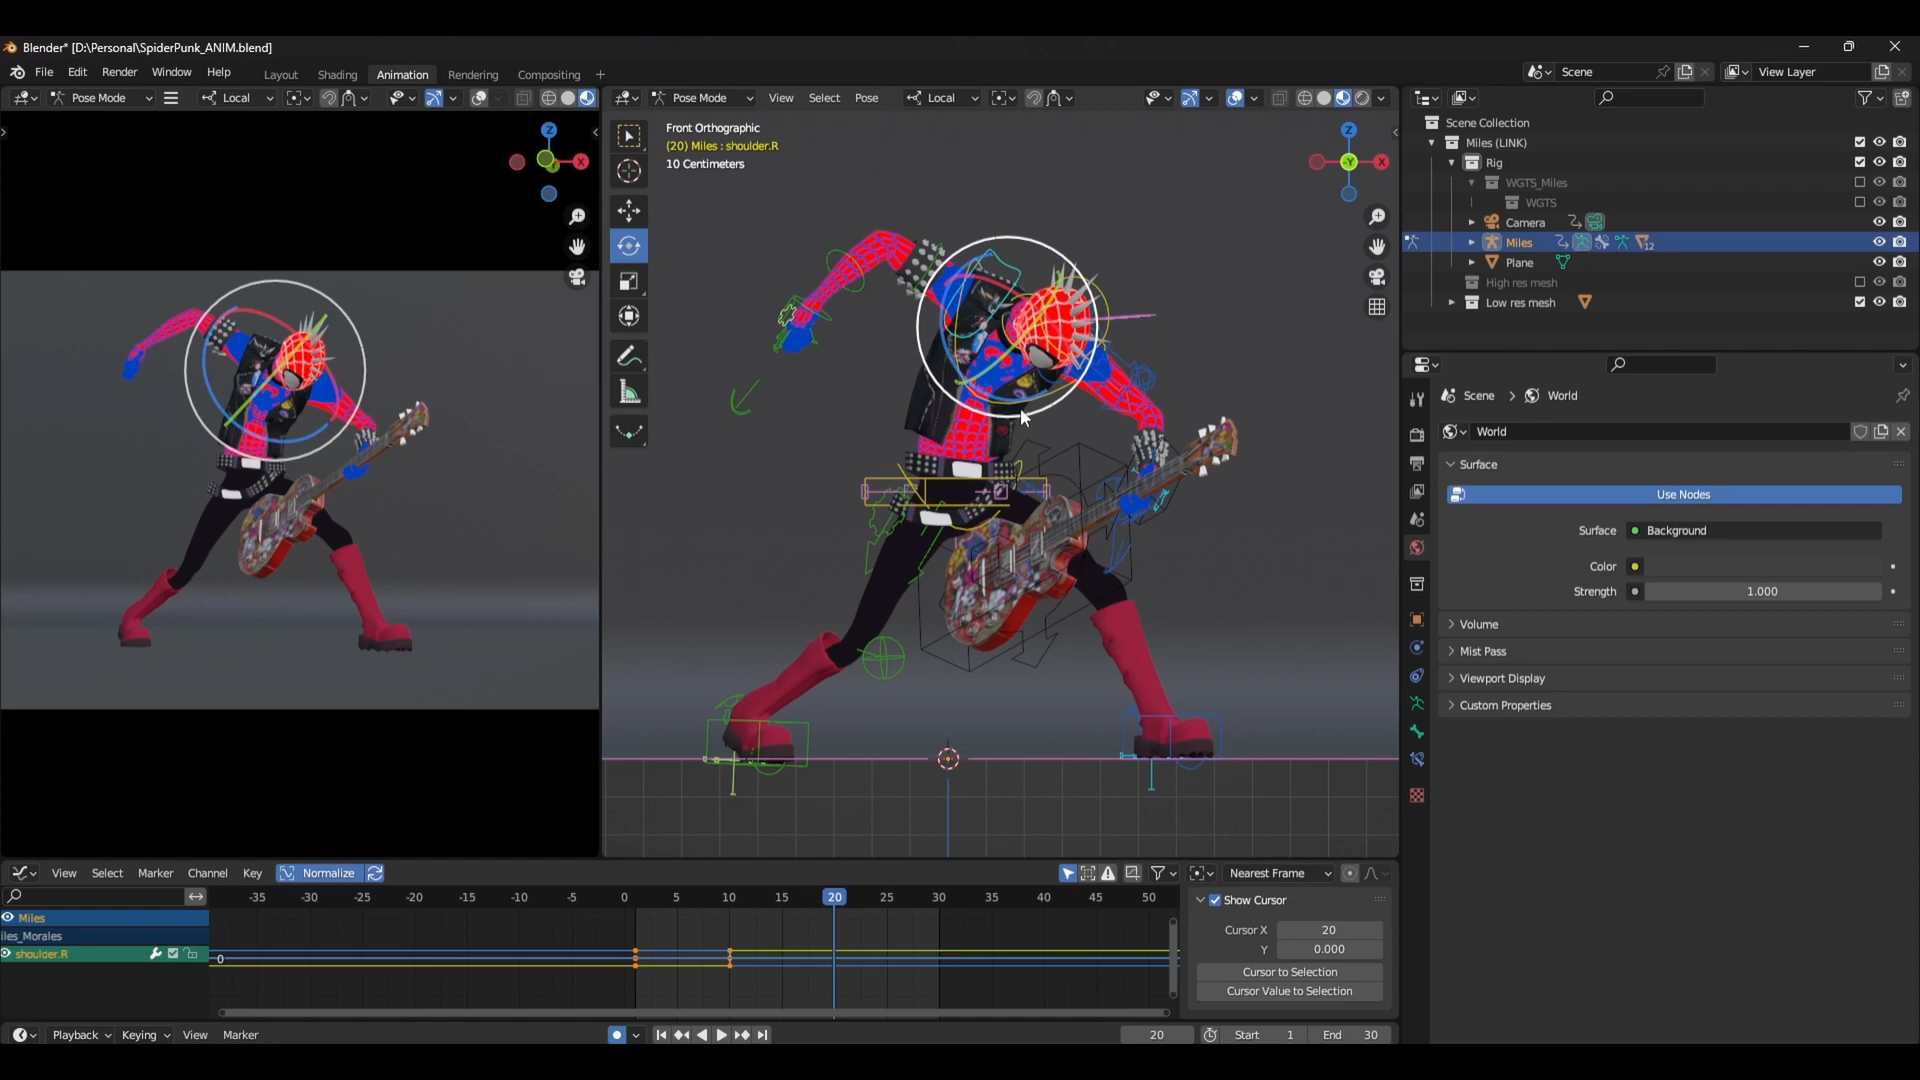 Blender* [D:\Personal\SpiderPunk_ANIM.blend]
File Edit Render Window Help Layout Shading Animation Rendering Compositing + Scene View Layer
Pose Mode Local
Pose Mode View Select Pose Local
Front Orthographic
(20) Miles : shoulder.R
10 Centimeters
Z
X
Z
-Y
X
Scene Collection
Miles (LINK)
Rig
WGTS_Miles
WGTS
Camera
Miles 12
Plane
High res mesh
Low res mesh
Scene > World
World
Surface
Use Nodes
Surface Background
Color
Strength 1.000
Volume
Mist Pass
Viewport Display
Custom Properties
View Select Marker Channel Key Normalize Nearest Frame
-35 -30 -25 -20 -15 -10 -5 0 5 10 15 20 25 30 35 40 45 50
Miles
iles_Morales
shoulder.R
0
Show Cursor
Cursor X 20
Y 0.000
Cursor to Selection
Cursor Value to Selection
Playback Keying View Marker 20 Start 1 End 30